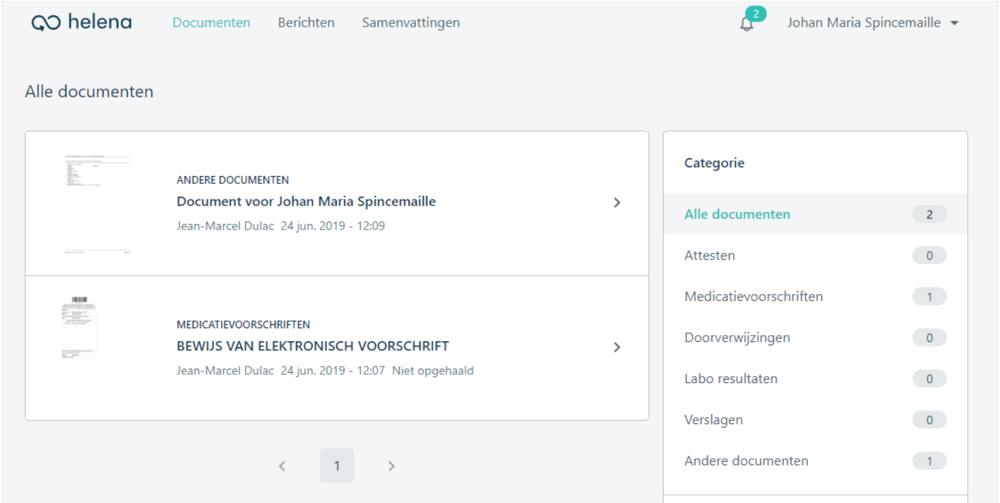 helena
Documenten
Berichten
Samenvattingen
2
Johan Maria Spincemaille
Alle documenten
ANDERE DOCUMENTEN
Document voor Johan Maria Spincemaille
Jean-Marcel Dulac 24 jun. 2019 - 12:09
MEDICATIEVOORSCHRIFTEN
BEWIJS VAN ELEKTRONISCH VOORSCHRIFT
Jean-Marcel Dulac 24 jun. 2019 - 12:07 Niet opgehaald
1
Categorie
Alle documenten 2
Attesten 0
Medicatievoorschriften 1
Doorverwijzingen 0
Labo resultaten 0
Verslagen 0
Andere documenten 1